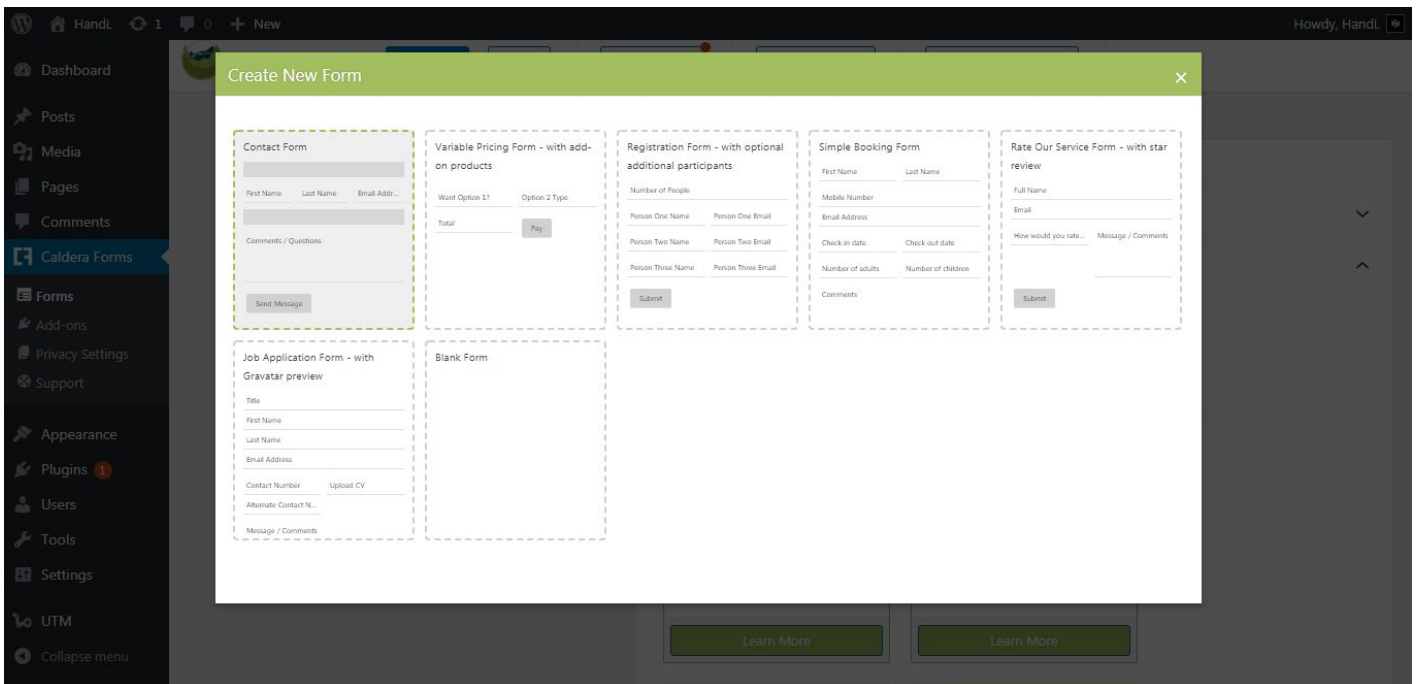 HandL
1
0
New
Howdy, HandL
Dashboard
Posts
Media
Pages
Comments
Caldera Forms
Forms
Add-ons
Privacy Settings
Support
Appearance
Plugins 1
Users
Tools
Settings
UTM
Collapse menu
Create New Form
×
Contact Form
First Name Last Name Email Addr...
Comments / Questions
Send Message
Variable Pricing Form - with add-
on products
Want Option 1? Option 2 Type
Total
Pay
Registration Form - with optional
additional participants
Number of People
Person One Name Person One Email
Person Two Name Person Two Email
Person Three Name Person Three Email
Submit
Simple Booking Form
First Name Last Name
Mobile Number
Email Address
Check in date Check out date
Number of adults Number of children
Comments
Rate Our Service Form - with star
review
Full Name
Email
How would you rate... Message / Comments
Submit
Job Application Form - with
Gravatar preview
Title
First Name
Last Name
Email Address
Contact Number Upload CV
Alternate Contact N...
Message / Comments
Blank Form
Learn More
Learn More